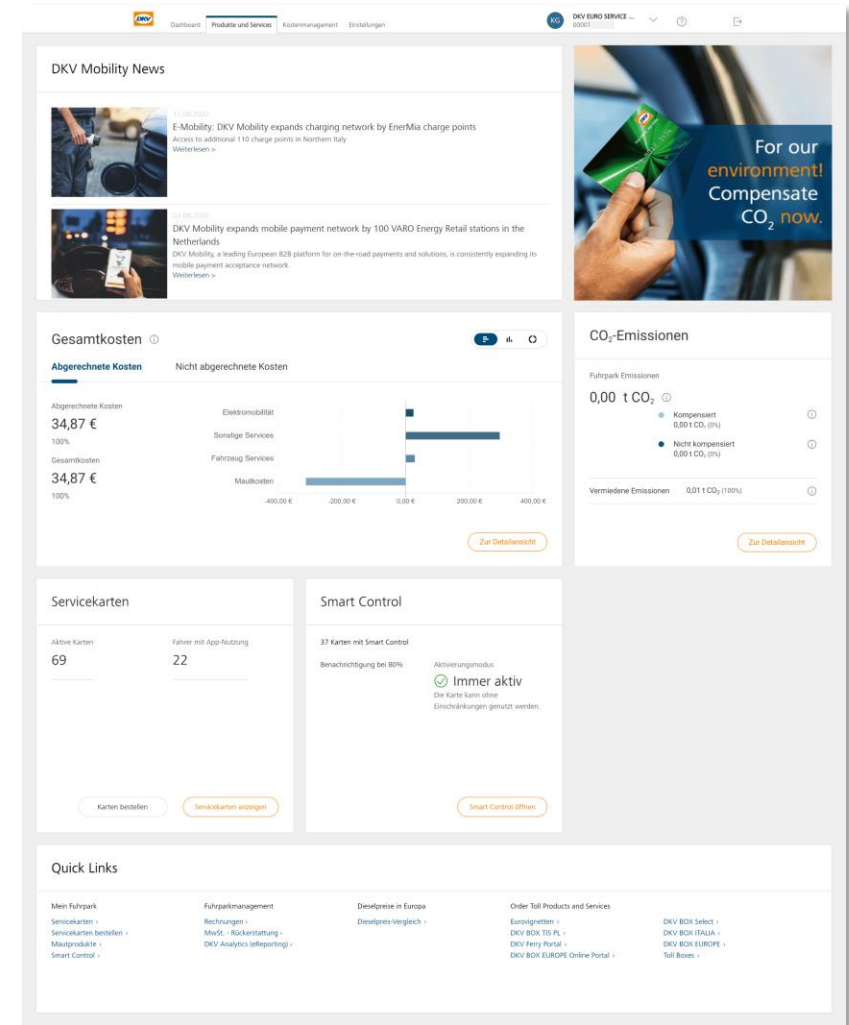 DKV
Dashboard
Produkte und Services
Kostenmanagement
Einstellungen
KG
DKV EURO SERVICE ...
00001
DKV Mobility News
17.08.2022
E-Mobility: DKV Mobility expands charging network by EnerMia charge points
Access to additional 110 charge points in Northern Italy
Weiterlesen >
DKV Mobility expands mobile payment network by 100 VARO Energy Retail stations in the
Netherlands
DKV Mobility, a leading European B2B platform for on-the-road payments and solutions, is consistently expanding its
mobile payment acceptance network.
Weiterlesen >
For our
environment!
Compensate
CO₂ now.
Gesamtkosten
Abgerechnete Kosten
Nicht abgerechnete Kosten
Abgerechnete Kosten
34,87 €
100%
Gesamtkosten
34,87 €
100%
Elektromobilität
Sonstige Services
Fahrzeug Services
Mautkosten
-400,00 €
-200,00 €
0,00 €
200,00 €
400,00 €
Zur Detailansicht
CO₂-Emissionen
Fuhrpark Emissionen
0,00 t CO₂
Kompensiert
0,00 t CO₂ (0%)
Nicht kompensiert
0,00 t CO₂ (0%)
Vermiedene Emissionen
0,01 t CO₂ (100%)
Zur Detailansicht
Servicekarten
Aktive Karten
69
Fahrer mit App-Nutzung
22
Karten bestellen
Servicekarten anzeigen
Smart Control
37 Karten mit Smart Control
Benachrichtigung bei 80%
Aktivierungsmodus
Immer aktiv
Die Karte kann ohne
Einschränkungen genutzt werden.
Smart Control öffnen
Quick Links
Mein Fuhrpark
Servicekarten ›
Servicekarten bestellen ›
Mautprodukte ›
Smart Control ›
Fuhrparkmanagement
Rechnungen ›
MwSt. - Rückerstattung ›
DKV Analytics (eReporting) ›
Dieselpreise in Europa
Dieselpreis-Vergleich ›
Order Toll Products and Services
Eurovignetten ›
DKV BOX TIS PL ›
DKV Ferry Portal ›
DKV BOX EUROPE Online Portal ›
DKV BOX Select ›
DKV BOX ITALIA ›
DKV BOX EUROPE ›
Toll Boxes ›